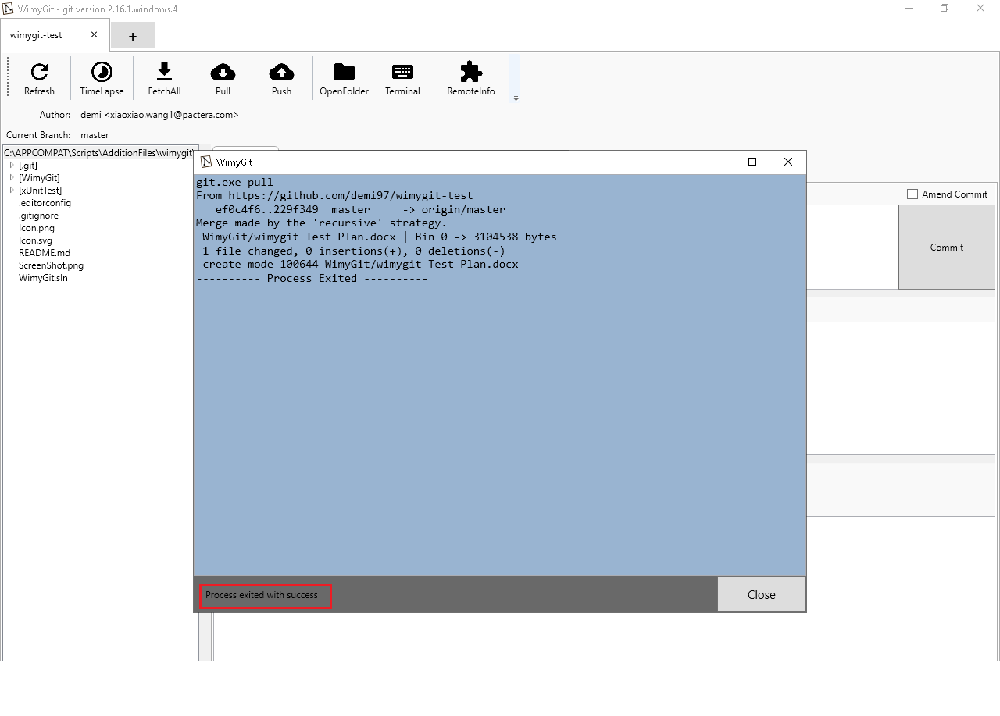 WimyGit - git version 2.16.1.windows.4
wimygit-test
Refresh
TimeLapse
FetchAll
Pull
Push
OpenFolder
Terminal
RemoteInfo
Author: demi <xiaoxiao.wang1@pactera.com>
Current Branch: master
C:\APPCOMPAT\Scripts\AdditionFiles\wimygit
[.git]
[WimyGit]
[xUnitTest]
.editorconfig
.gitignore
Icon.png
Icon.svg
README.md
ScreenShot.png
WimyGit.sln
WimyGit
git.exe pull
From https://github.com/demi97/wimygit-test
   ef0c4f6..229f349  master     -> origin/master
Merge made by the 'recursive' strategy.
 WimyGit/wimygit Test Plan.docx | Bin 0 -> 3104538 bytes
 1 file changed, 0 insertions(+), 0 deletions(-)
 create mode 100644 WimyGit/wimygit Test Plan.docx
---------- Process Exited ----------
Process exited with success
Close
Amend Commit
Commit